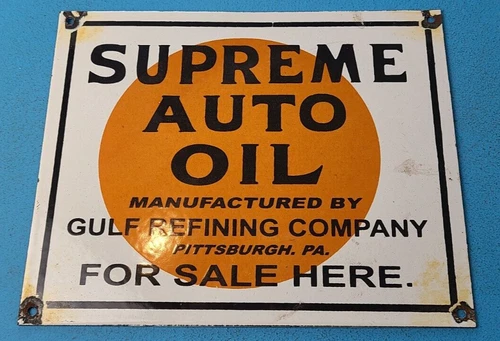 SUPREME
AUTO
OIL
MANUFACTURED BY
GULF REFINING COMPANY
PITTSBURGH. PA.
FOR SALE HERE.